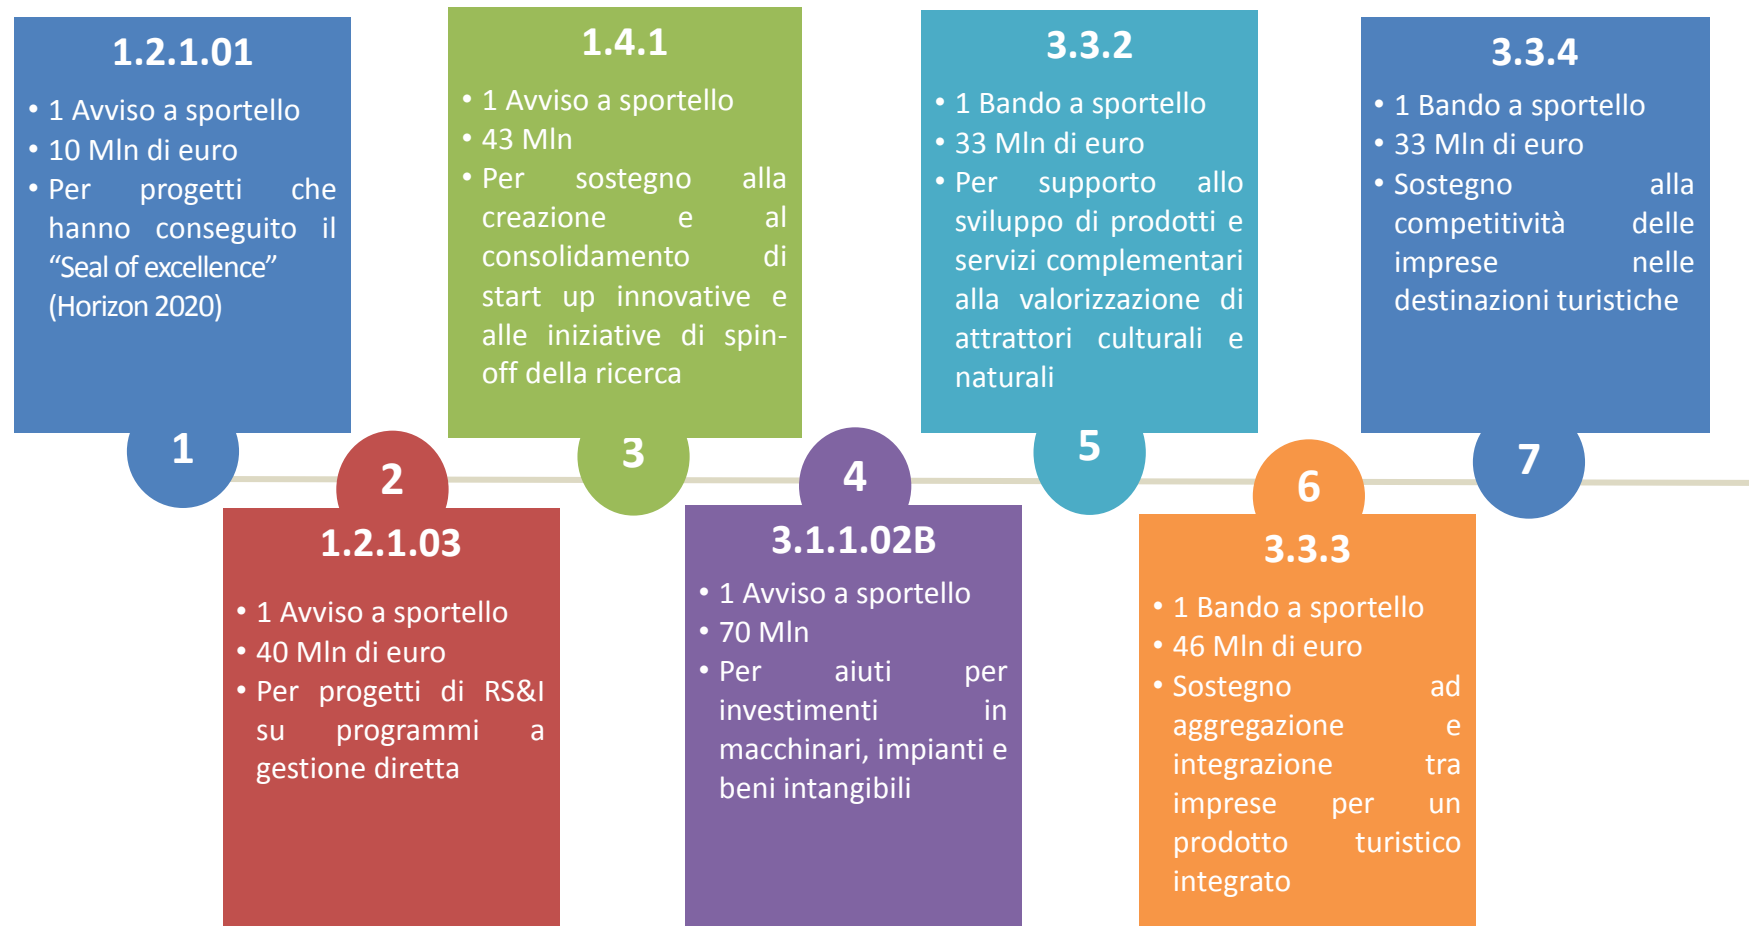 1.2.1.01
• 1 Avviso a sportello
• 10 Mln di euro
• Per progetti che
hanno conseguito il
“Seal of excellence”
(Horizon 2020)
1
1.2.1.03
• 1 Avviso a sportello
• 40 Mln di euro
• Per progetti di RS&I
su programmi a
gestione diretta
2
1.4.1
• 1 Avviso a sportello
• 43 Mln
• Per sostegno alla
creazione e al
consolidamento di
start up innovative e
alle iniziative di spin-
off della ricerca
3
3.1.1.02B
• 1 Avviso a sportello
• 70 Mln
• Per aiuti per
investimenti in
macchinari, impianti e
beni intangibili
4
3.3.2
• 1 Bando a sportello
• 33 Mln di euro
• Per supporto allo
sviluppo di prodotti e
servizi complementari
alla valorizzazione di
attrattori culturali e
naturali
5
3.3.3
• 1 Bando a sportello
• 46 Mln di euro
• Sostegno ad
aggregazione e
integrazione tra
imprese per un
prodotto turistico
integrato
6
3.3.4
• 1 Bando a sportello
• 33 Mln di euro
• Sostegno alla
competitività delle
imprese nelle
destinazioni turistiche
7